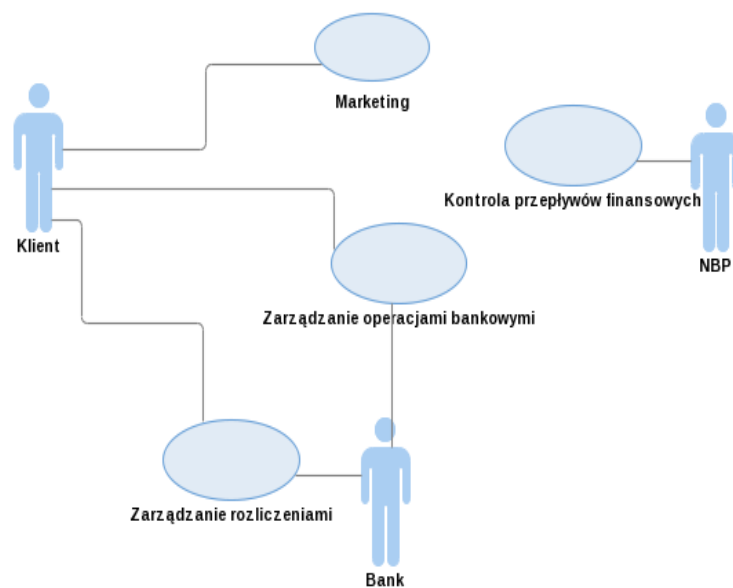 Marketing
Kontrola przepływów finansowych
Klient
NBP
Zarządzanie operacjami bankowymi
Zarządzanie rozliczeniami
Bank